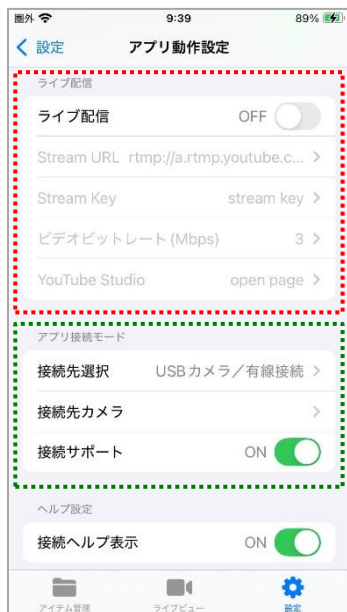 圏外 9:39 89%
設定 アプリ動作設定
ライブ配信
ライブ配信 OFF
Stream URL rtmp://a.rtmp.youtube.c... >
Stream Key stream key >
ビデオビットレート (Mbps) 3 >
YouTube Studio open page >
アプリ接続モード
接続先選択 USBカメラ／有線接続 >
接続先カメラ >
接続サポート ON
ヘルプ設定
接続ヘルプ表示 ON
アイテム管理 ライブビュー 設定